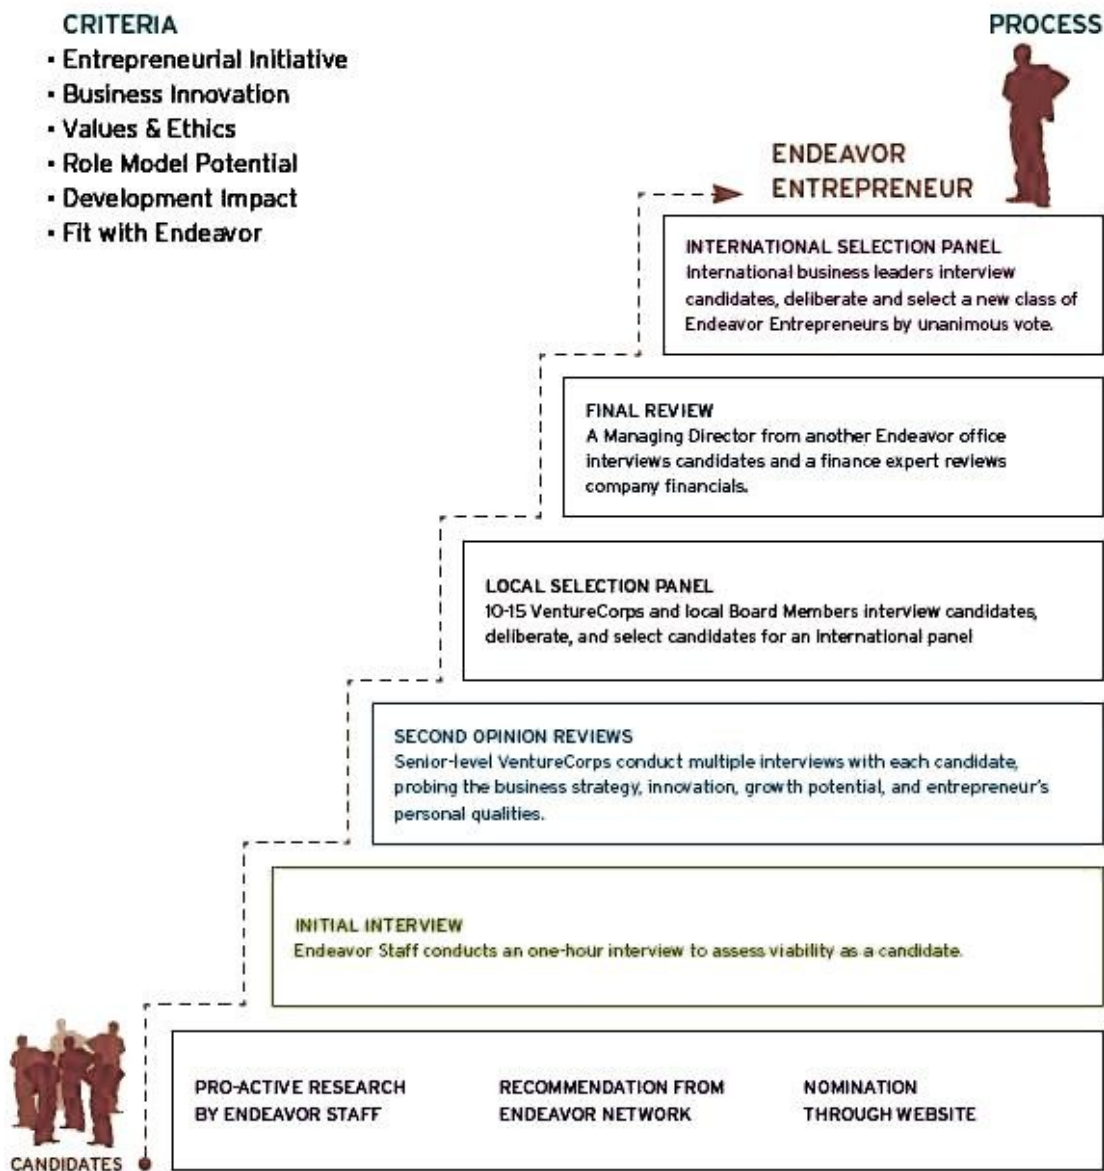 CRITERIA
• Entrepreneurial Initiative
• Business Innovation
• Values & Ethics
• Role Model Potential
• Development Impact
• Fit with Endeavor
PROCESS
ENDEAVOR
ENTREPRENEUR
INTERNATIONAL SELECTION PANEL
International business leaders interview
candidates, deliberate and select a new class of
Endeavor Entrepreneurs by unanimous vote.
FINAL REVIEW
A Managing Director from another Endeavor office
interviews candidates and a finance expert reviews
company financials.
LOCAL SELECTION PANEL
10-15 VentureCorps and local Board Members interview candidates,
deliberate, and select candidates for an international panel
SECOND OPINION REVIEWS
Senior-level VentureCorps conduct multiple interviews with each candidate,
probing the business strategy, innovation, growth potential, and entrepreneur's
personal qualities.
INITIAL INTERVIEW
Endeavor Staff conducts an one-hour interview to assess viability as a candidate.
PRO-ACTIVE RESEARCH
BY ENDEAVOR STAFF
RECOMMENDATION FROM
ENDEAVOR NETWORK
NOMINATION
THROUGH WEBSITE
CANDIDATES